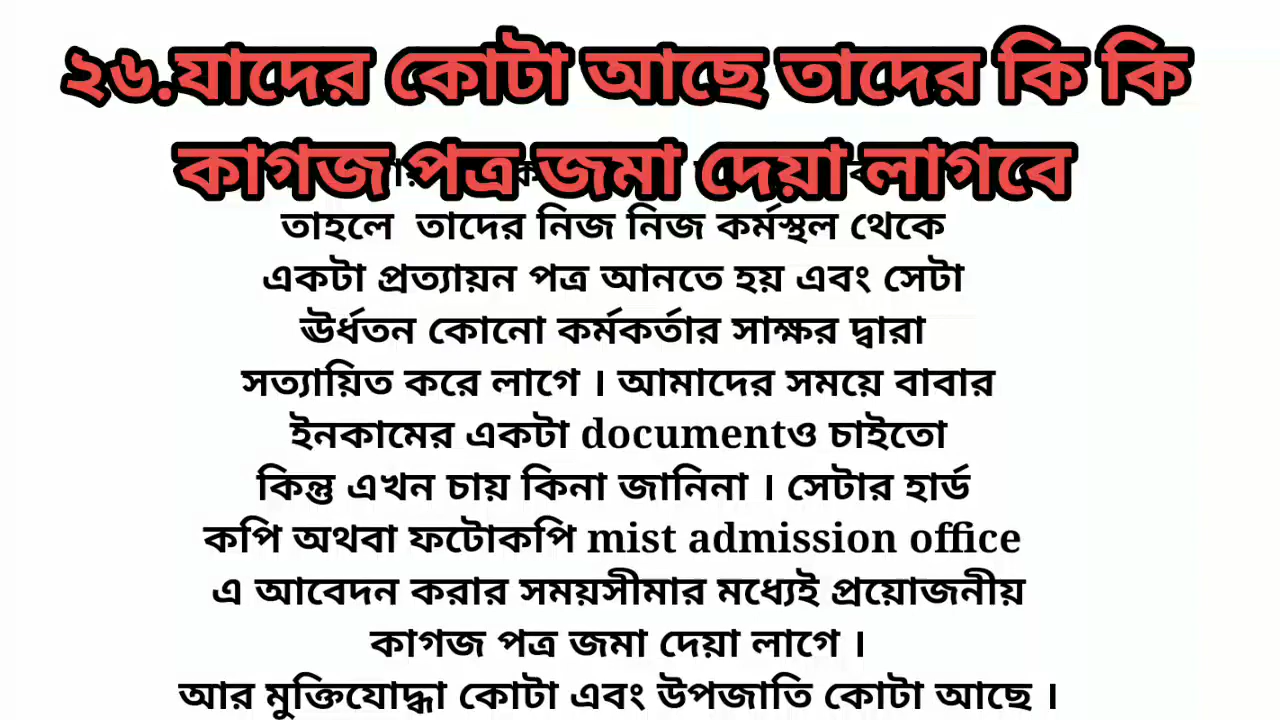 ২৬.যাদের কোটা আছে তাদের কি কি
কাগজ পত্র জমা দেয়া লাগবে
তাহলে তাদের নিজ নিজ কর্মস্থল থেকে
একটা প্রত্যায়ন পত্র আনতে হয় এবং সেটা
ঊর্ধতন কোনো কর্মকর্তার সাক্ষর দ্বারা
সত্যায়িত করে লাগে । আমাদের সময়ে বাবার
ইনকামের একটা documentও চাইতো
কিন্তু এখন চায় কিনা জানিনা । সেটার হার্ড
কপি অথবা ফটোকপি mist admission office
এ আবেদন করার সময়সীমার মধ্যেই প্রয়োজনীয়
কাগজ পত্র জমা দেয়া লাগে ।
আর মুক্তিযোদ্ধা কোটা এবং উপজাতি কোটা আছে ।